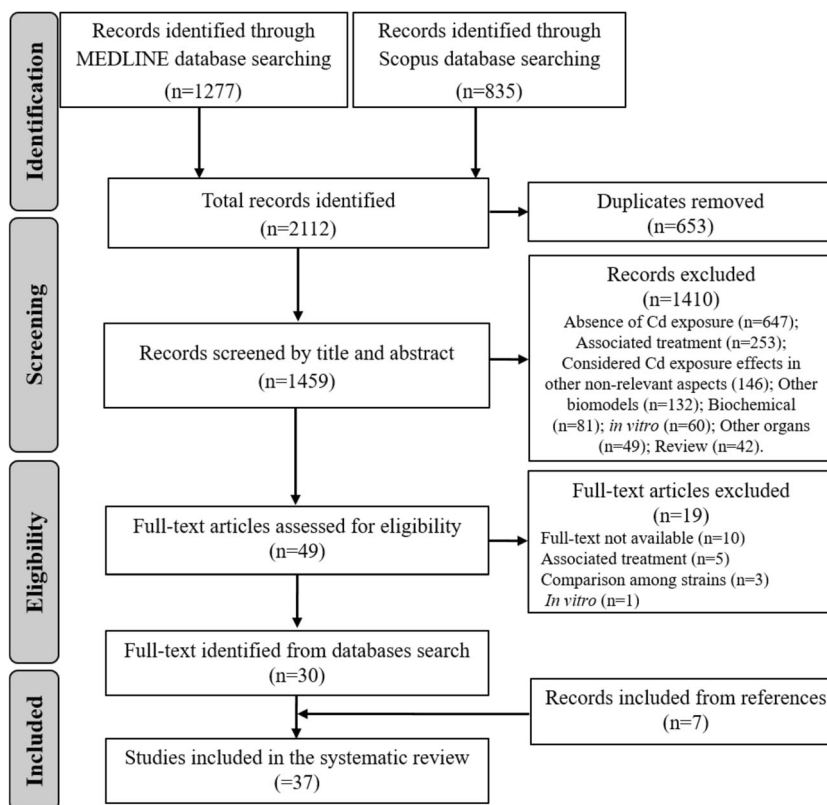 Identification
Records identified through
MEDLINE database searching
(n=1277)
Records identified through
Scopus database searching
(n=835)
Total records identified
(n=2112)
Duplicates removed
(n=653)
Screening
Records screened by title and abstract
(n=1459)
Records excluded
(n=1410)
Absence of Cd exposure (n=647);
Associated treatment (n=253);
Considered Cd exposure effects in
other non-relevant aspects (146); Other
biomodels (n=132); Biochemical
(n=81); in vitro (n=60); Other organs
(n=49); Review (n=42).
Eligibility
Full-text articles assessed for eligibility
(n=49)
Full-text articles excluded
(n=19)
Full-text not available (n=10)
Associated treatment (n=5)
Comparison among strains (n=3)
In vitro (n=1)
Full-text identified from databases search
(n=30)
Included
Records included from references
(n=7)
Studies included in the systematic review
(=37)